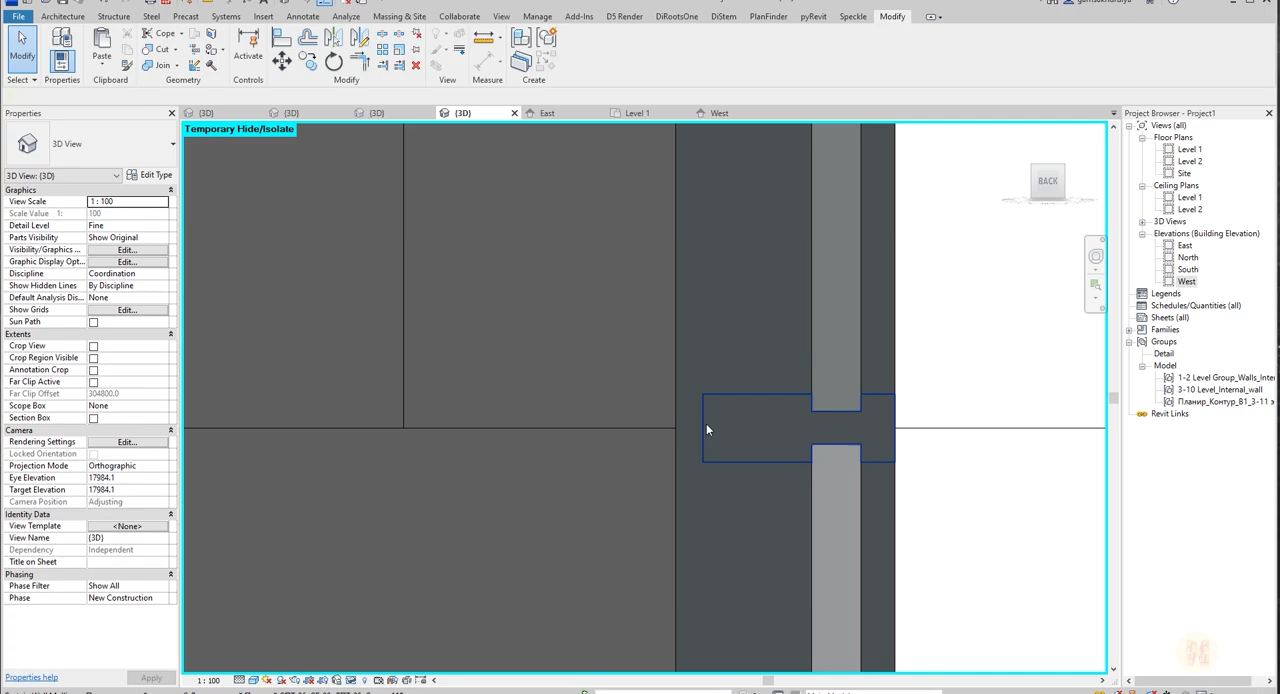 File
Architecture
Structure
Steel
Precast
Systems
Insert
Annotate
Analyze
Massing & Site
Collaborate
View
Manage
Add-Ins
D5 Render
DiRootsOne
DiStem
PlanFinder
pyRevit
Speckle
Modify
Modify
Properties
Paste
Cope
Cut
Join
Activate
Select
Properties
Clipboard
Geometry
Controls
Modify
View
Measure
Create
Properties
{3D}
{3D}
{3D}
{3D}
East
Level 1
West
Project Browser - Project1
3D View
3D View: {3D}
Edit Type
Graphics
View Scale 1 : 100
Scale Value 1: 100
Detail Level Fine
Parts Visibility Show Original
Visibility/Graphics ... Edit...
Graphic Display Opt... Edit...
Discipline Coordination
Show Hidden Lines By Discipline
Default Analysis Dis... None
Show Grids Edit...
Sun Path
Extents
Crop View
Crop Region Visible
Annotation Crop
Far Clip Active
Far Clip Offset 304800.0
Scope Box None
Section Box
Camera
Rendering Settings Edit...
Locked Orientation
Projection Mode Orthographic
Eye Elevation 17984.1
Target Elevation 17984.1
Camera Position Adjusting
Identity Data
View Template <None>
View Name {3D}
Dependency Independent
Title on Sheet
Phasing
Phase Filter Show All
Phase New Construction
Properties help
Apply
Temporary Hide/Isolate
BACK
1 : 100
Views (all)
Floor Plans
Level 1
Level 2
Site
Ceiling Plans
Level 1
Level 2
3D Views
Elevations (Building Elevation)
East
North
South
West
Legends
Schedules/Quantities (all)
Sheets (all)
Families
Groups
Detail
Model
1-2 Level Group_Walls_Inte
3-10 Level_Internal_wall
Планир_Контур_В1_3-11 э
Revit Links